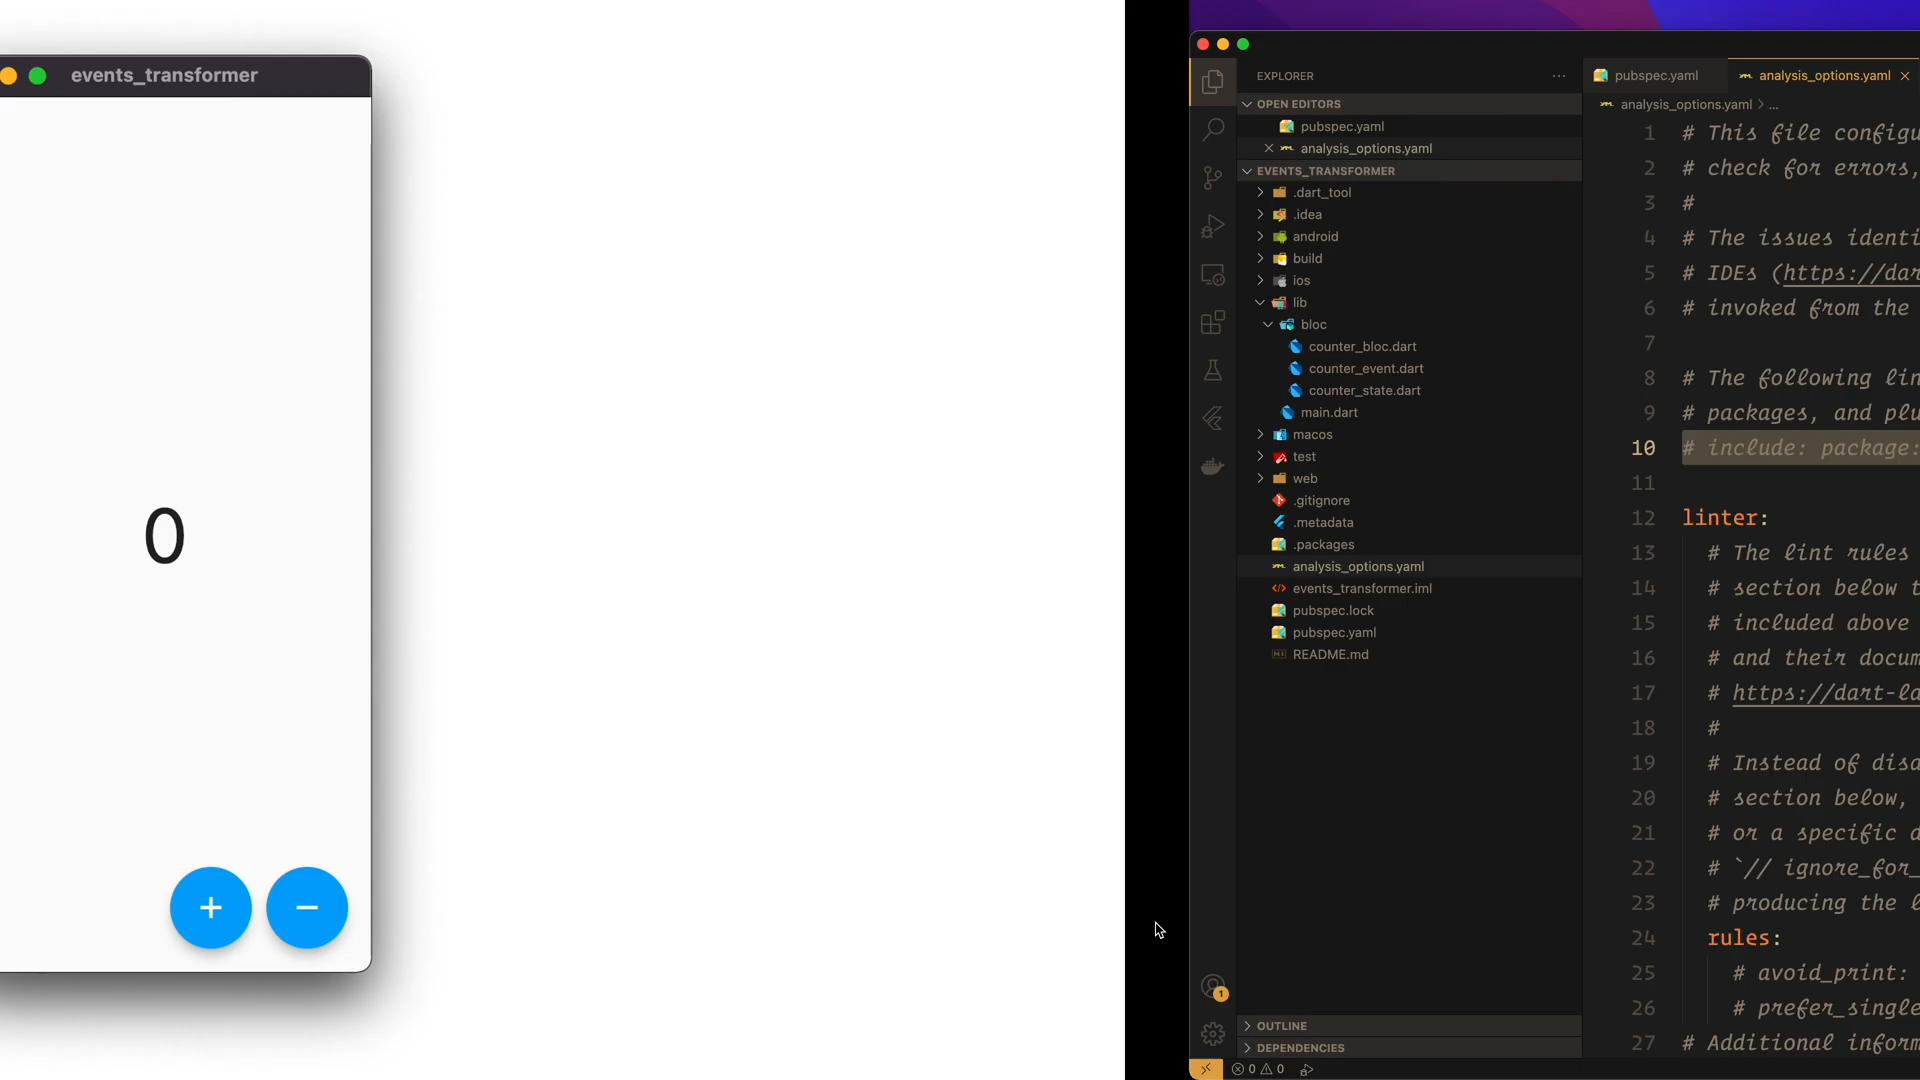 events_transformer
0
+
−
EXPLORER
OPEN EDITORS
pubspec.yaml
analysis_options.yaml
EVENTS_TRANSFORMER
.dart_tool
.idea
android
build
ios
lib
bloc
counter_bloc.dart
counter_event.dart
counter_state.dart
main.dart
macos
test
web
.gitignore
.metadata
.packages
analysis_options.yaml
events_transformer.iml
pubspec.lock
pubspec.yaml
README.md
OUTLINE
DEPENDENCIES
1
0 0
pubspec.yaml
analysis_options.yaml
analysis_options.yaml > ...
1 # This file configu
2 # check for errors,
3 #
4 # The issues identi
5 # IDEs (https://dar
6 # invoked from the
7
8 # The following lin
9 # packages, and plu
10 # include: package:
11
12 linter:
13 # The lint rules
14 # section below t
15 # included above
16 # and their docum
17 # https://dart-la
18 #
19 # Instead of disa
20 # section below,
21 # or a specific d
22 # `// ignore_for_
23 # producing the l
24 rules:
25 # avoid_print:
26 # prefer_single
27 # Additional inform